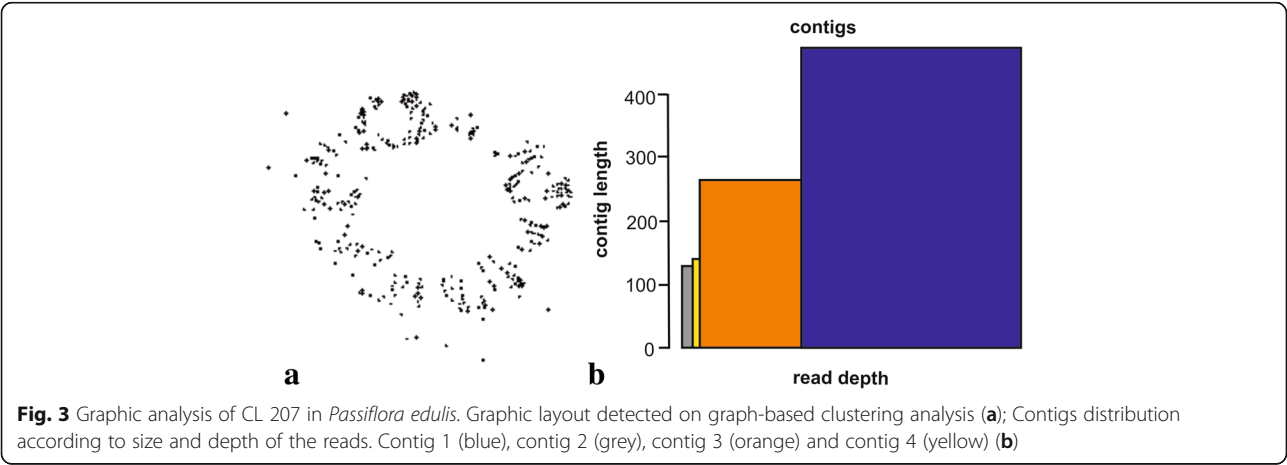 contigs
400
300
200
100
0
contig length
read depth
a
b
Fig. 3 Graphic analysis of CL 207 in Passiflora edulis. Graphic layout detected on graph-based clustering analysis (a); Contigs distribution
according to size and depth of the reads. Contig 1 (blue), contig 2 (grey), contig 3 (orange) and contig 4 (yellow) (b)